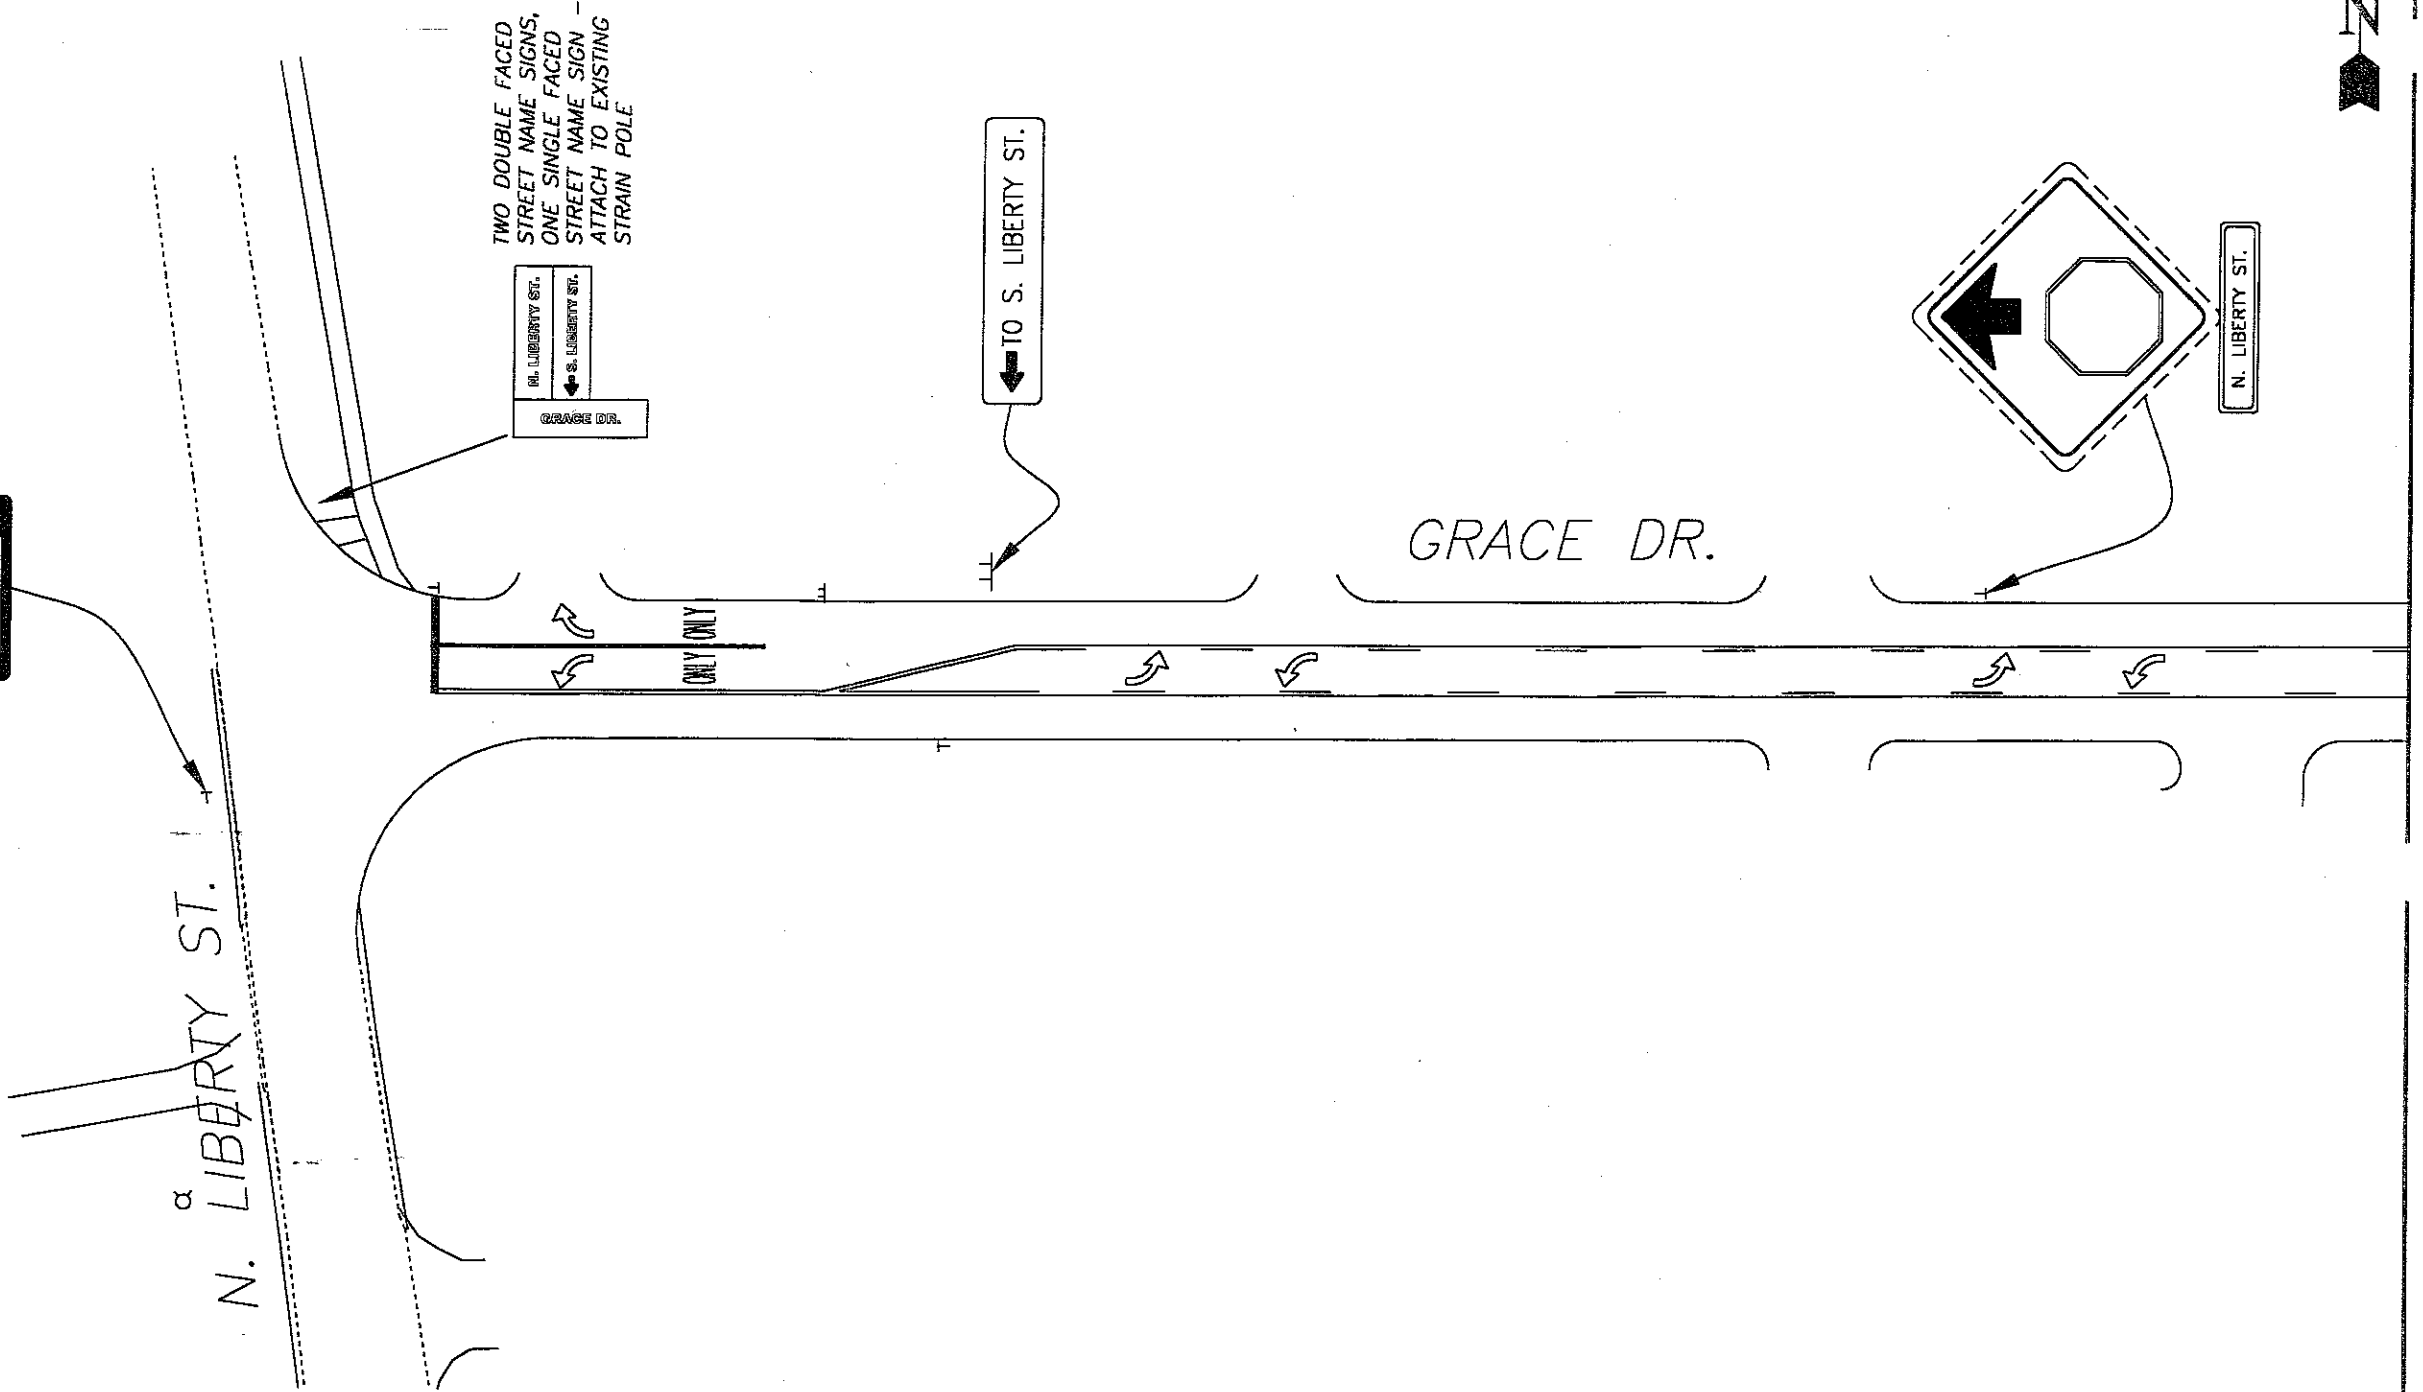 TWO DOUBLE FACED
STREET NAME SIGNS,
ONE SINGLE FACED
STREET NAME SIGN –
ATTACH TO EXISTING
STRAIN POLE
N. LIBERTY ST.
S. LIBERTY ST.
GRACE DR.
TO S. LIBERTY ST.
N
N. LIBERTY ST.
GRACE DR.
ONLY
ONLY
N. LIBERTY ST.